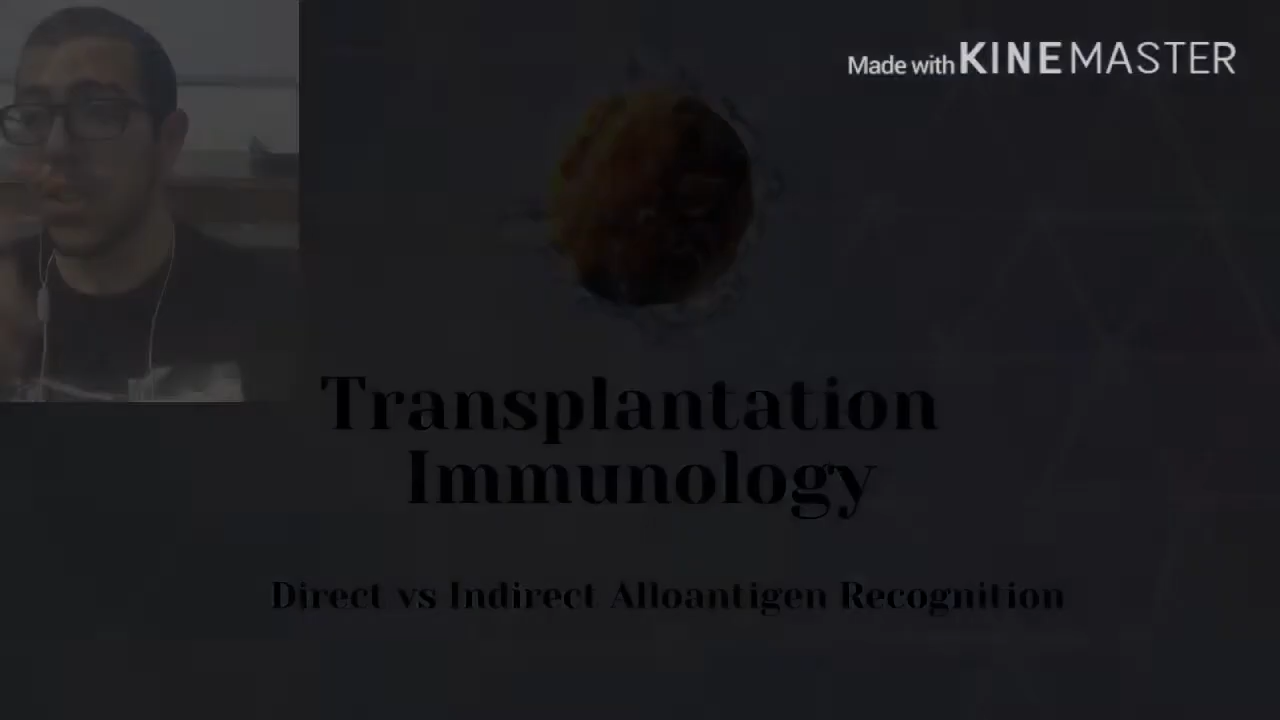 Made with KINEMASTER
Transplantation
Immunology
Direct vs Indirect Alloantigen Recognition